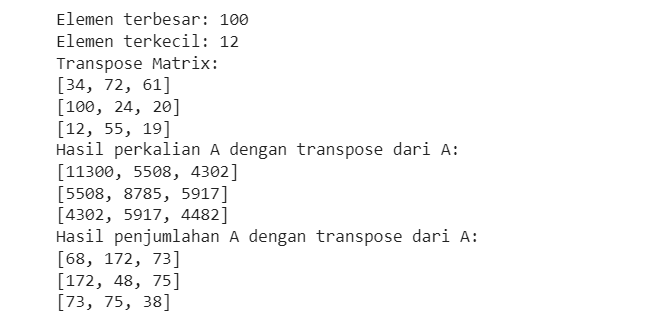 Elemen terbesar: 100
Elemen terkecil: 12
Transpose Matrix:
[34, 72, 61]
[100, 24, 20]
[12, 55, 19]
Hasil perkalian A dengan transpose dari A:
[11300, 5508, 4302]
[5508, 8785, 5917]
[4302, 5917, 4482]
Hasil penjumlahan A dengan transpose dari A:
[68, 172, 73]
[172, 48, 75]
[73, 75, 38]